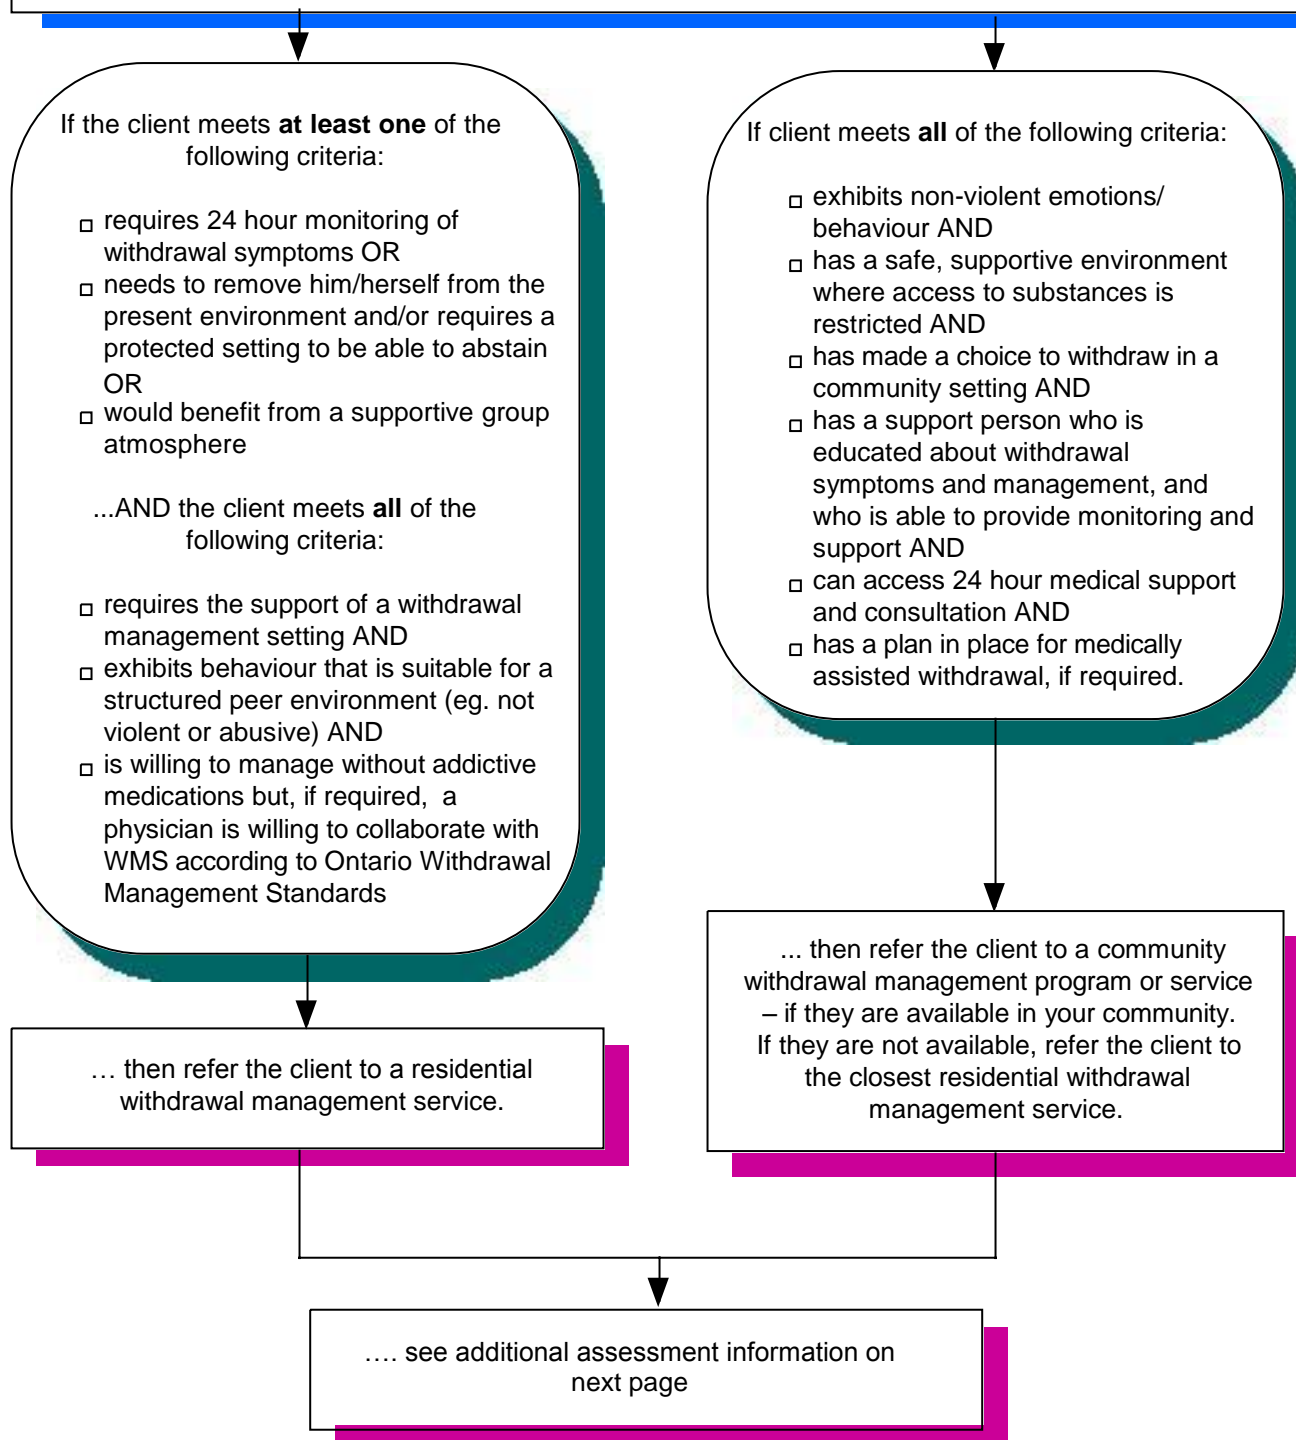 If the client meets at least one of the
following criteria:
requires 24 hour monitoring of
withdrawal symptoms OR
needs to remove him/herself from the
present environment and/or requires a
protected setting to be able to abstain
OR
would benefit from a supportive group
atmosphere
...AND the client meets all of the
following criteria:
requires the support of a withdrawal
management setting AND
exhibits behaviour that is suitable for a
structured peer environment (eg. not
violent or abusive) AND
is willing to manage without addictive
medications but, if required, a
physician is willing to collaborate with
WMS according to Ontario Withdrawal
Management Standards
… then refer the client to a residential
withdrawal management service.
If client meets all of the following criteria:
exhibits non-violent emotions/
behaviour AND
has a safe, supportive environment
where access to substances is
restricted AND
has made a choice to withdraw in a
community setting AND
has a support person who is
educated about withdrawal
symptoms and management, and
who is able to provide monitoring and
support AND
can access 24 hour medical support
and consultation AND
has a plan in place for medically
assisted withdrawal, if required.
... then refer the client to a community
withdrawal management program or service
– if they are available in your community.
If they are not available, refer the client to
the closest residential withdrawal
management service.
…. see additional assessment information on
next page